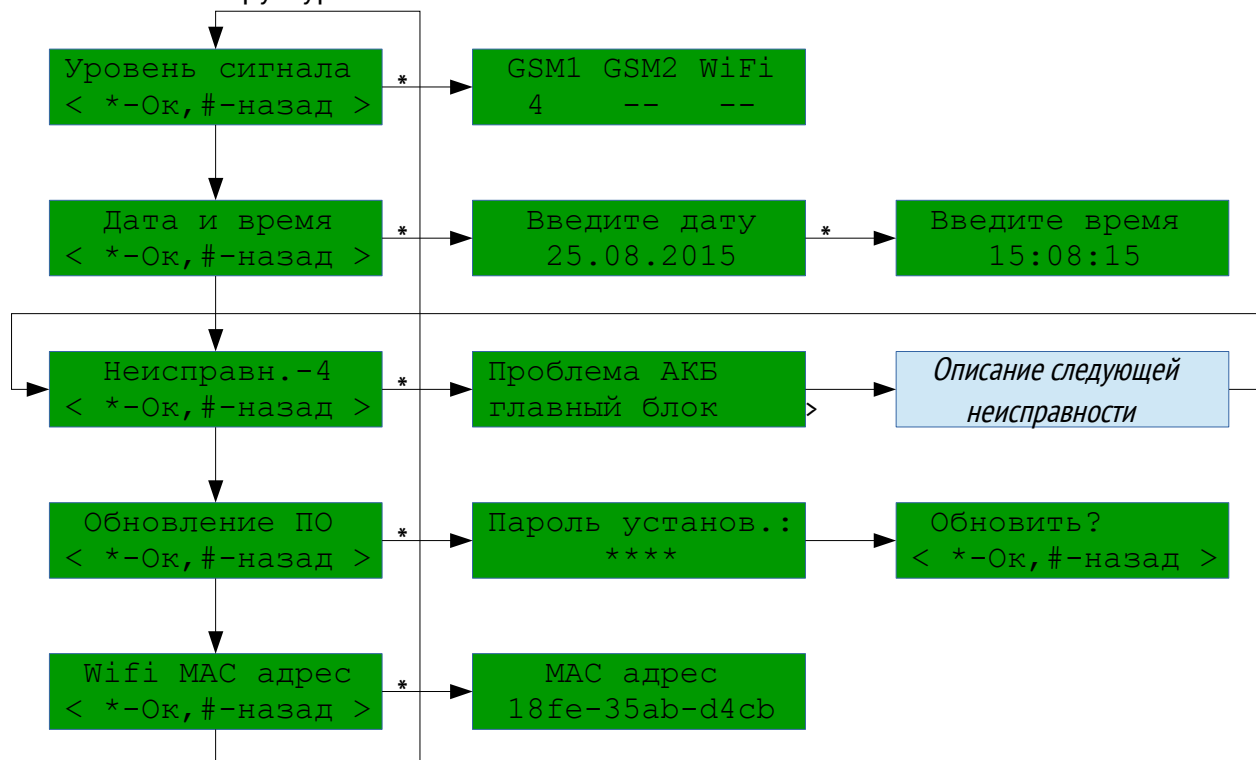 Уровень сигнала
< *-Ок,#-назад >
*
GSM1 GSM2 WiFi
4 -- --
Дата и время
< *-Ок,#-назад >
*
Введите дату
25.08.2015
*
Введите время
15:08:15
Неисправн.-4
< *-Ок,#-назад >
*
Проблема АКБ
главный блок >
Описание следующей
неисправности
Обновление ПО
< *-Ок,#-назад >
*
Пароль установ.:
****
Обновить?
< *-Ок,#-назад >
Wifi MAC адрес
< *-Ок,#-назад >
*
MAC адрес
18fe-35ab-d4cb